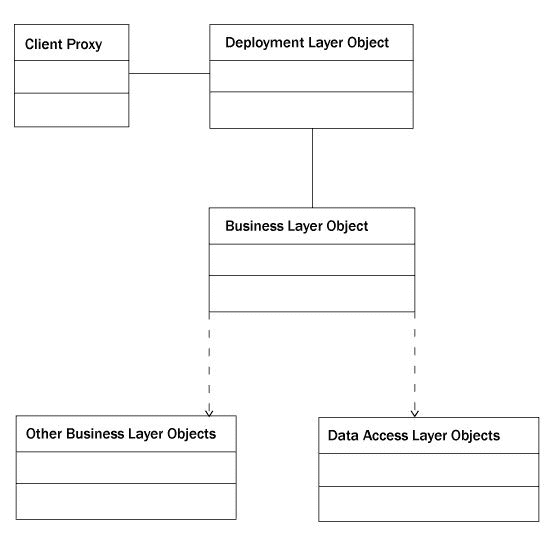 Client Proxy
Deployment Layer Object
Business Layer Object
Other Business Layer Objects
Data Access Layer Objects